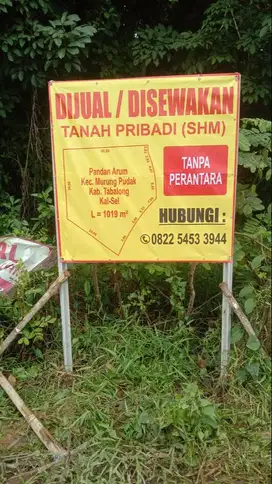 DIJUAL / DISEWAKAN
TANAH PRIBADI (SHM)
Pandan Arum
Kec. Murung Pudak
Kab. Tabalong
Kal-Sel
L = 1019 m²
TANPA
PERANTARA
HUBUNGI :
0822 5453 3944